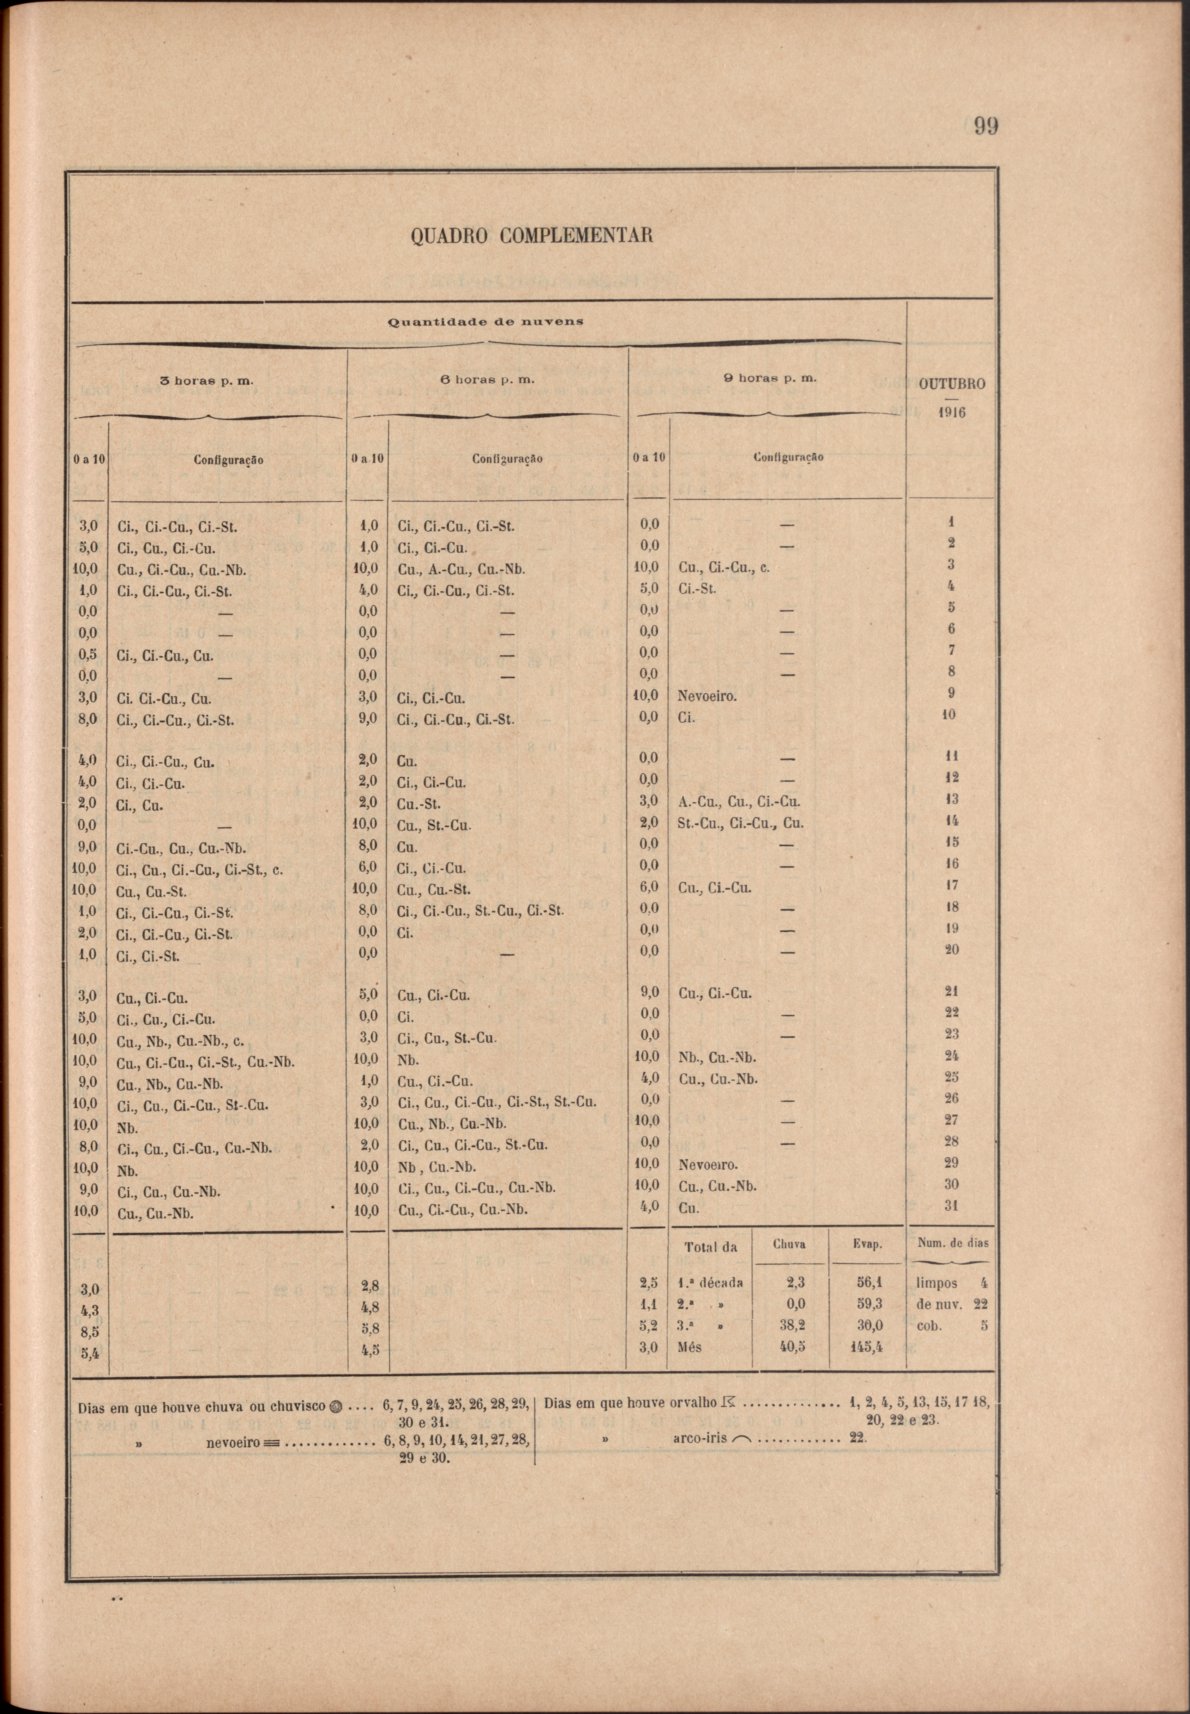 99
QUADRO COMPLEMENTAR
Quantidade de nuvens
3 horas p. m. 6 horas p. m. 9 horas p. m. OUTUBRO
1916
0 a 10 Configuração 0 a 10 Configuração 0 a 10 Configuração
3,0 Ci., Ci.-Cu., Ci.-St. 1,0 Ci., Ci.-Cu., Ci.-St. 0,0 — 1
5,0 Ci., Cu., Ci.-Cu. 1,0 Ci., Ci.-Cu. 0,0 — 2
10,0 Cu., Ci.-Cu., Cu.-Nb. 10,0 Cu., A.-Cu., Cu.-Nb. 10,0 Cu., Ci.-Cu., c. 3
1,0 Ci., Ci.-Cu., Ci.-St. 4,0 Ci., Ci.-Cu., Ci.-St. 5,0 Ci.-St. 4
0,0 — 0,0 — 0,0 — 5
0,0 — 0,0 — 0,0 — 6
0,5 Ci., Ci.-Cu., Cu. 0,0 — 0,0 — 7
0,0 — 0,0 — 0,0 — 8
3,0 Ci. Ci.-Cu., Cu. 3,0 Ci., Ci.-Cu. 10,0 Nevoeiro. 9
8,0 Ci., Ci.-Cu., Ci.-St. 9,0 Ci., Ci.-Cu., Ci.-St. 0,0 Ci. 10
4,0 Ci., Ci.-Cu., Cu. 2,0 Cu. 0,0 — 11
4,0 Ci., Ci.-Cu. 2,0 Ci., Ci.-Cu. 0,0 — 12
2,0 Ci., Cu. 2,0 Cu.-St. 3,0 A.-Cu., Cu., Ci.-Cu. 13
0,0 — 10,0 Cu., St.-Cu. 2,0 St.-Cu., Ci.-Cu., Cu. 14
9,0 Ci.-Cu., Cu., Cu.-Nb. 8,0 Cu. 0,0 — 15
10,0 Ci., Cu., Ci.-Cu., Ci.-St., c. 6,0 Ci., Ci.-Cu. 0,0 — 16
10,0 Cu., Cu.-St. 10,0 Cu., Cu.-St. 6,0 Cu., Ci.-Cu. 17
1,0 Ci., Ci.-Cu., Ci.-St. 8,0 Ci., Ci.-Cu., St.-Cu., Ci.-St. 0,0 — 18
2,0 Ci., Ci.-Cu., Ci.-St. 0,0 Ci. 0,0 — 19
1,0 Ci., Ci.-St. 0,0 — 0,0 — 20
3,0 Cu., Ci.-Cu. 5,0 Cu., Ci.-Cu. 9,0 Cu., Ci.-Cu. 21
5,0 Ci., Cu., Ci.-Cu. 0,0 Ci. 0,0 — 22
10,0 Cu., Nb., Cu.-Nb., c. 3,0 Ci., Cu., St.-Cu. 0,0 — 23
10,0 Cu., Ci.-Cu., Ci.-St., Cu.-Nb. 10,0 Nb. 10,0 Nb., Cu.-Nb. 24
9,0 Cu., Nb., Cu.-Nb. 1,0 Cu., Ci.-Cu. 4,0 Cu., Cu.-Nb. 25
10,0 Ci., Cu., Ci.-Cu., St-.Cu. 3,0 Ci., Cu., Ci.-Cu., Ci.-St., St.-Cu. 0,0 — 26
10,0 Nb. 10,0 Cu., Nb., Cu.-Nb. 10,0 — 27
8,0 Ci., Cu., Ci.-Cu., Cu.-Nb. 2,0 Ci., Cu., Ci.-Cu., St.-Cu. 0,0 — 28
10,0 Nb. 10,0 Nb , Cu.-Nb. 10,0 Nevoeiro. 29
9,0 Ci., Cu., Cu.-Nb. 10,0 Ci., Cu., Ci.-Cu., Cu.-Nb. 10,0 Cu., Cu.-Nb. 30
10,0 Cu., Cu.-Nb. 10,0 Cu., Ci.-Cu., Cu.-Nb. 4,0 Cu. 31
Total da Chuva Evap. Num. de dias
3,0 2,8 2,5 1.ª década 2,3 56,1 limpos 4
4,3 4,8 1,1 2.ª » 0,0 59,3 de nuv. 22
8,5 5,8 5,2 3.ª » 38,2 30,0 cob. 5
5,4 4,5 3,0 Més 40,5 145,4
Dias em que houve chuva ou chuvisco .... 6, 7, 9, 24, 25, 26, 28, 29,
30 e 31.
» nevoeiro ............. 6, 8, 9, 10, 14, 21, 27, 28,
29 e 30.
Dias em que houve orvalho .............. 1, 2, 4, 5, 13, 15, 17 18,
20, 22 e 23.
» arco-iris ............ 22.